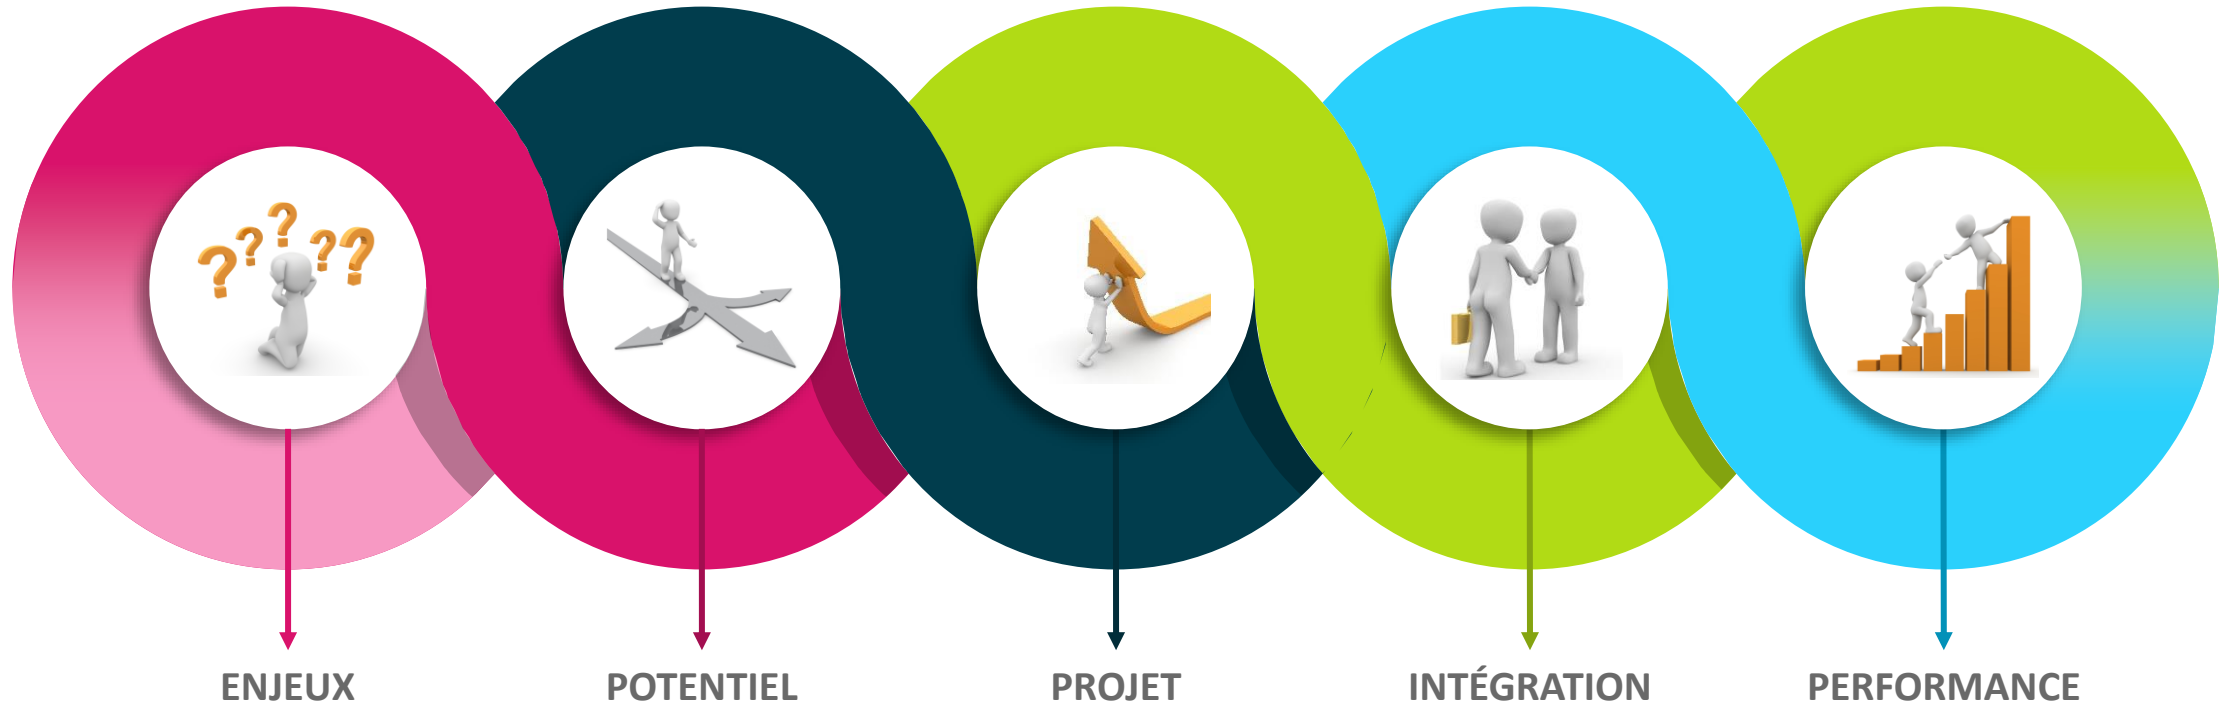 ENJEUX
POTENTIEL
PROJET
INTÉGRATION
PERFORMANCE